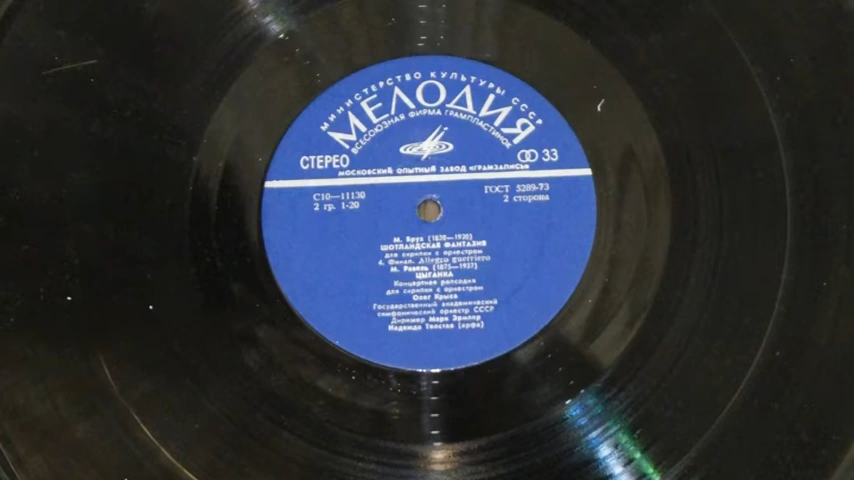 МИНИСТЕРСТВО КУЛЬТУРЫ СССР
МЕЛОДИЯ
ВСЕСОЮЗНАЯ ФИРМА ГРАМПЛАСТИНОК
СТЕРЕО
33
МОСКОВСКИЙ ОПЫТНЫЙ ЗАВОД «ГРАМЗАПИСЬ»
С10—11130
ГОСТ 5289-73
2 гр. 1-20
2 сторона
М. Брух (1838—1920)
ШОТЛАНДСКАЯ ФАНТАЗИЯ
для скрипки с оркестром
4. Финал. Allegro guerriero
М. Равель (1875—1937)
ЦЫГАНКА
Концертная рапсодия
для скрипки с оркестром
Олег Крыса
Государственный академический
симфонический оркестр СССР
Дирижер Марк Эрмлер
Надежда Толстая (арфа)